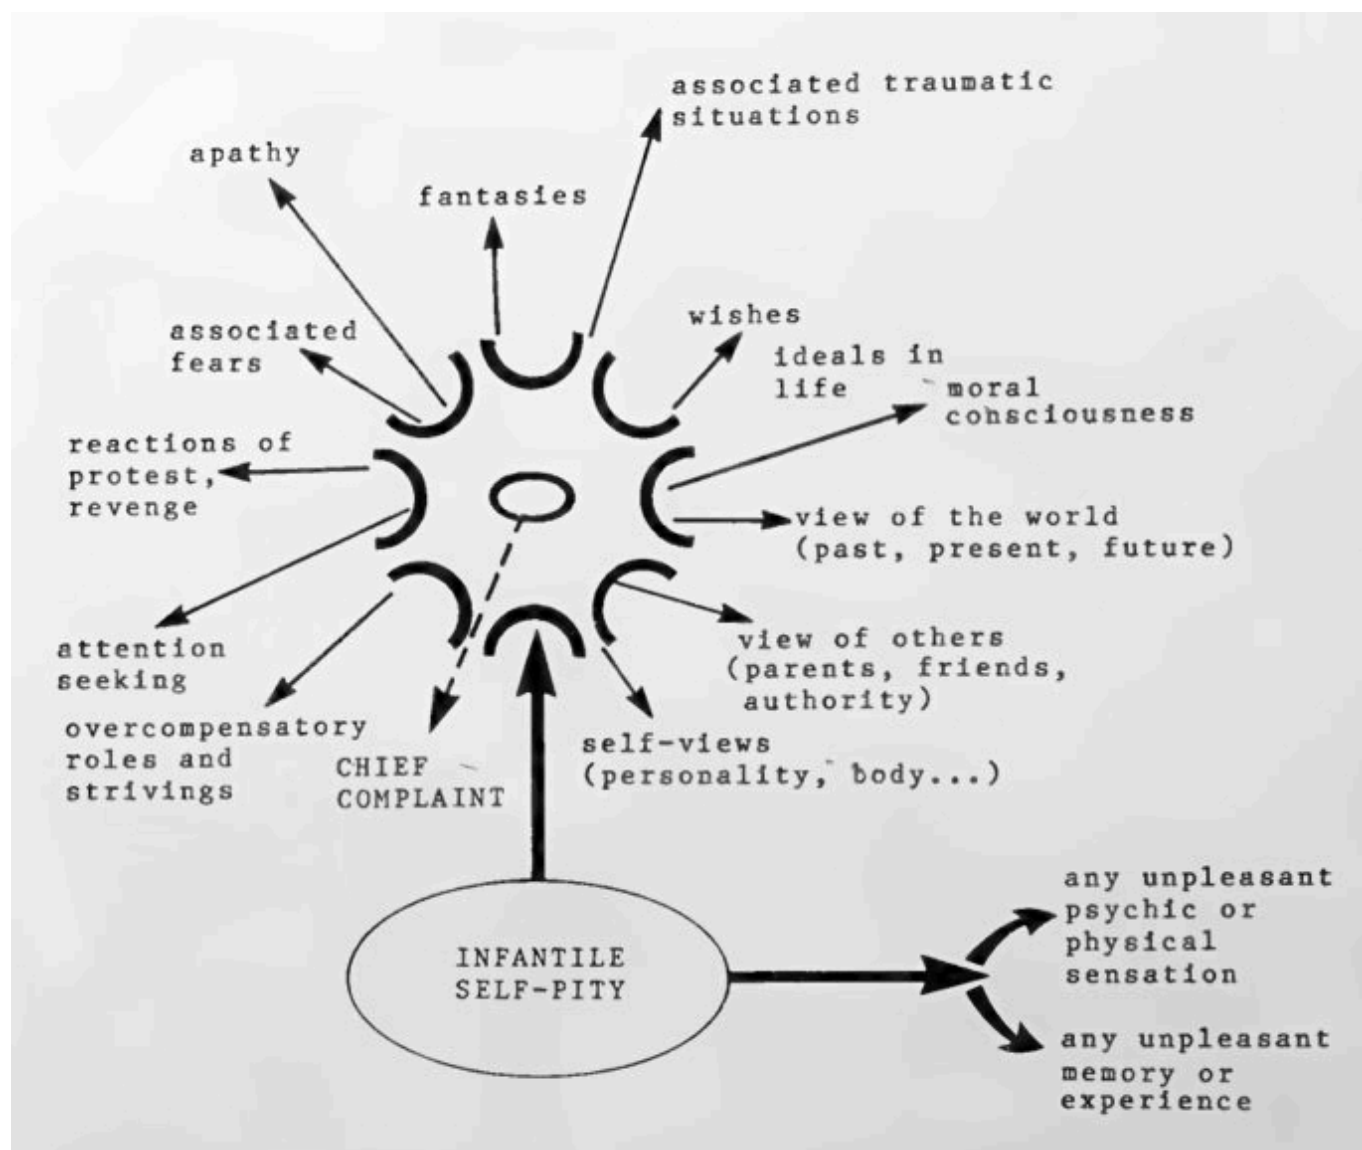 associated traumatic
situations
apathy
fantasies
wishes
associated
fears
ideals in
life
moral
consciousness
reactions of
protest,
revenge
view of the world
(past, present, future)
attention
seeking
view of others
(parents, friends,
authority)
overcompensatory
roles and
strivings
CHIEF
COMPLAINT
self-views
(personality, body...)
INFANTILE
SELF-PITY
any unpleasant
psychic or
physical
sensation
any unpleasant
memory or
experience